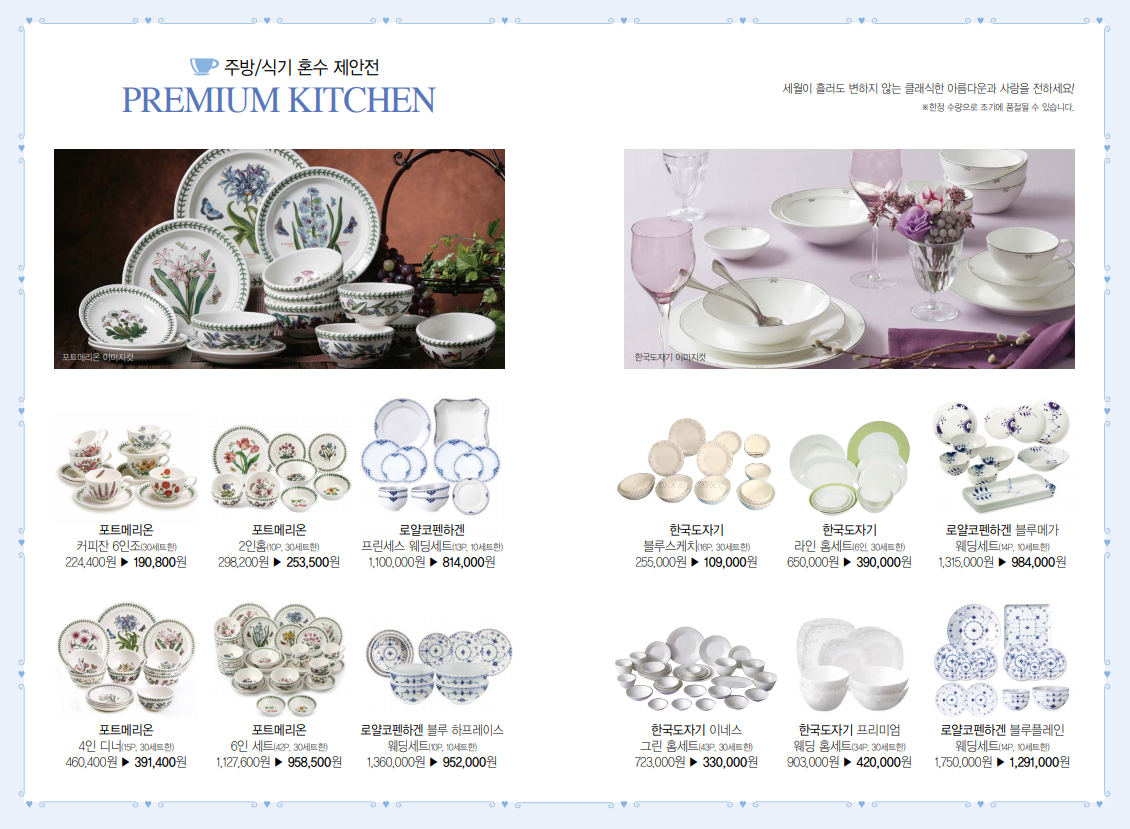 주방/식기 혼수 제안전
PREMIUM KITCHEN
세월이 흘러도 변하지 않는 클래식한 아름다운과 사랑을 전하세요!
※한정 수량으로 조기에 품절될 수 있습니다.
포트메리온 이미지컷
한국도자기 이미지컷
포트메리온
커피잔 6인조(30세트한)
224,400원 ▶ 190,800원
포트메리온
2인홈(10P, 30세트한)
298,200원 ▶ 253,500원
로얄코펜하겐
프린세스 웨딩세트(13P, 10세트한)
1,100,000원 ▶ 814,000원
한국도자기
블루스케치(16P, 30세트한)
255,000원 ▶ 109,000원
한국도자기
라인 홈세트(6인, 30세트한)
650,000원 ▶ 390,000원
로얄코펜하겐 블루메가
웨딩세트(14P, 10세트한)
1,315,000원 ▶ 984,000원
포트메리온
4인 디너(15P, 30세트한)
460,400원 ▶ 391,400원
포트메리온
6인 세트(42P, 30세트한)
1,127,600원 ▶ 958,500원
로얄코펜하겐 블루 하프레이스
웨딩세트(10P, 10세트한)
1,360,000원 ▶ 952,000원
한국도자기 이네스
그린 홈세트(43P, 30세트한)
723,000원 ▶ 330,000원
한국도자기 프리미엄
웨딩 홈세트(34P, 30세트한)
903,000원 ▶ 420,000원
로얄코펜하겐 블루플레인
웨딩세트(14P, 10세트한)
1,750,000원 ▶ 1,291,000원